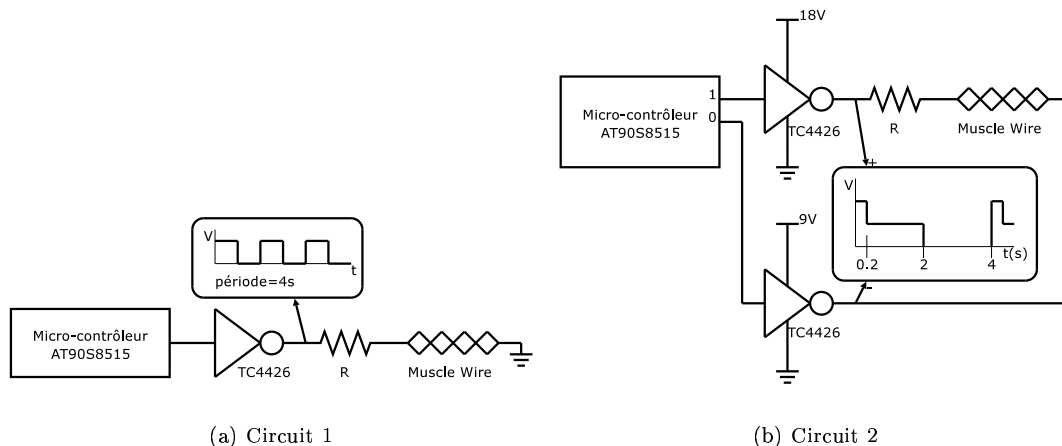 V
t
période=4s
Micro-contrôleur
AT90S8515
TC4426
R
Muscle Wire
(a) Circuit 1
18V
Micro-contrôleur
AT90S8515
1
0
TC4426
R
Muscle Wire
+
V
t(s)
0.2
2
4
-
9V
TC4426
(b) Circuit 2